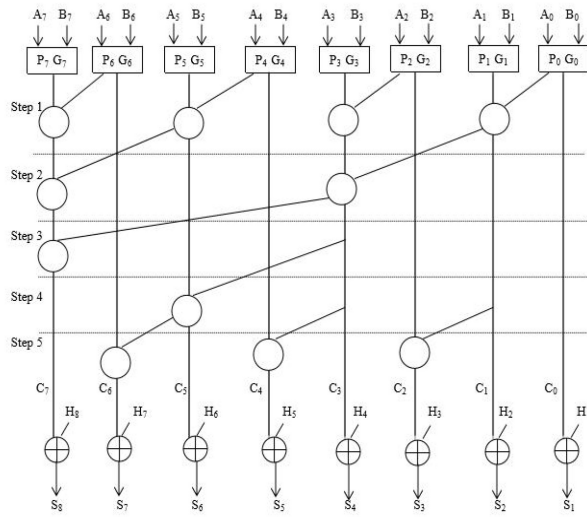 A₇ B₇ A₆ B₆ A₅ B₅ A₄ B₄ A₃ B₃ A₂ B₂ A₁ B₁ A₀ B₀
P₇ G₇ P₆ G₆ P₅ G₅ P₄ G₄ P₃ G₃ P₂ G₂ P₁ G₁ P₀ G₀
Step 1
Step 2
Step 3
Step 4
Step 5
C₇ C₆ C₅ C₄ C₃ C₂ C₁ C₀
H₈ H₇ H₆ H₅ H₄ H₃ H₂ H
S₈ S₇ S₆ S₅ S₄ S₃ S₂ S₁